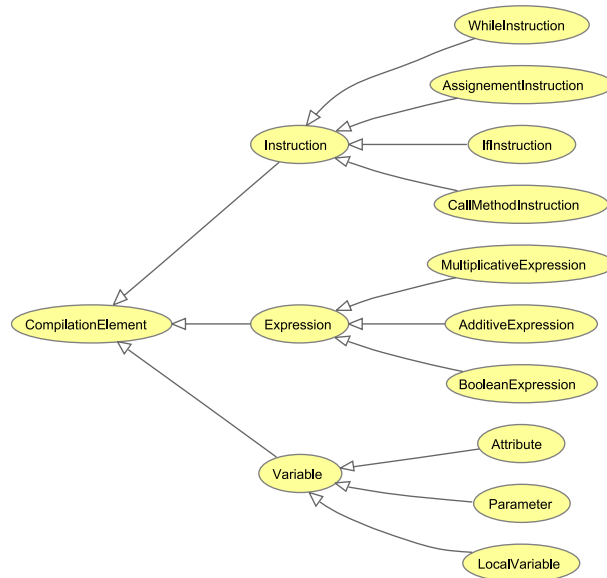 WhileInstruction
AssignementInstruction
Instruction
IfInstruction
CallMethodInstruction
MultiplicativeExpression
CompilationElement
Expression
AdditiveExpression
BooleanExpression
Attribute
Variable
Parameter
LocalVariable